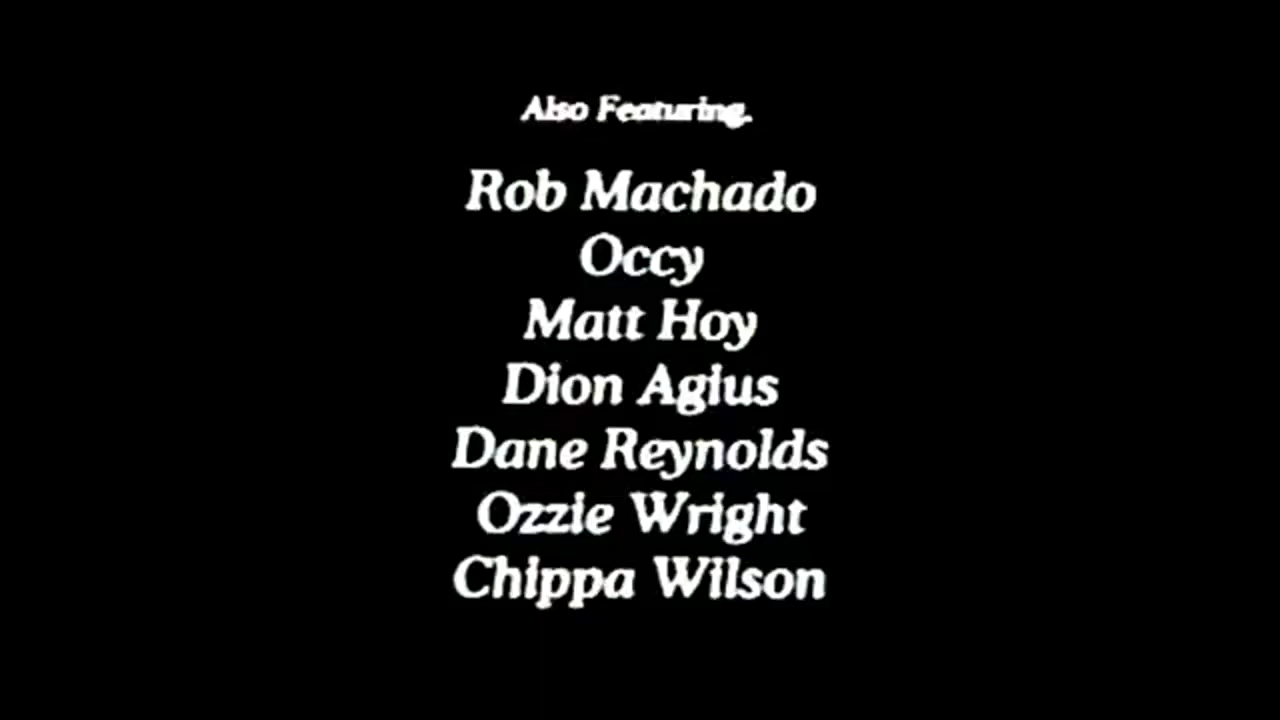 Also Featuring.
Rob Machado
Occy
Matt Hoy
Dion Agius
Dane Reynolds
Ozzie Wright
Chippa Wilson